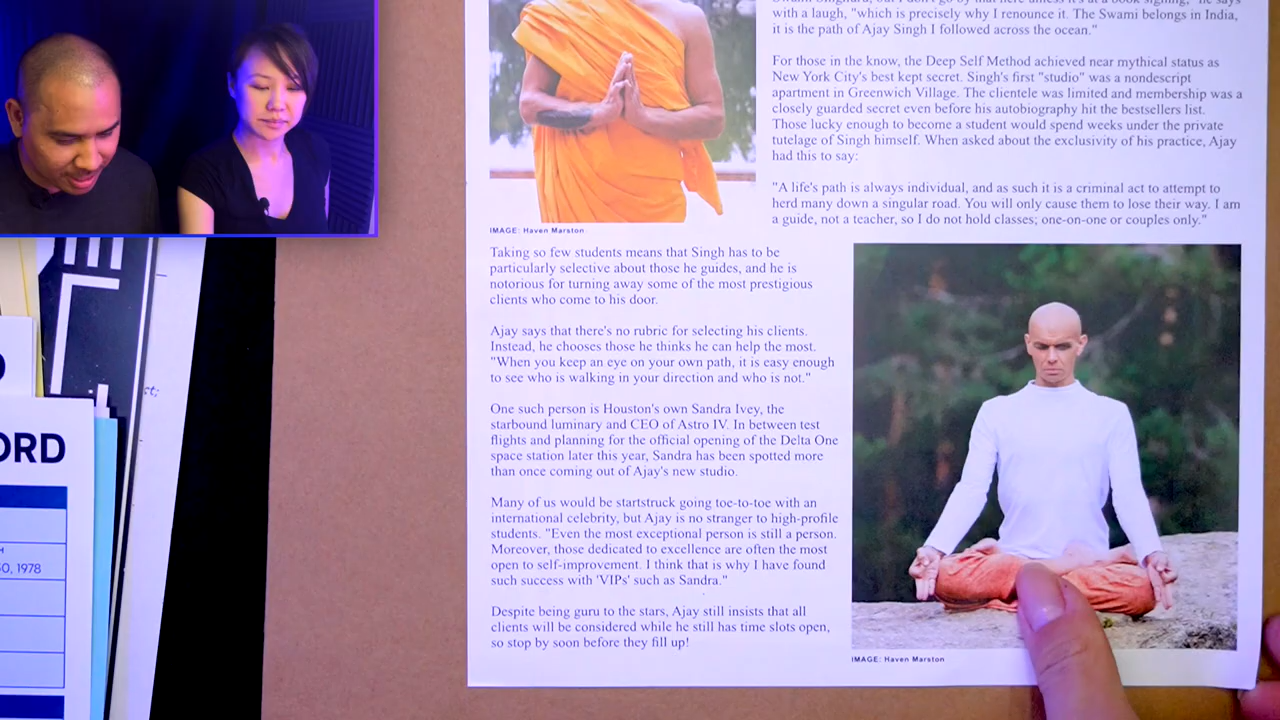 Swami Singhara, but I don't go by that here unless it's at a book signing," he says
with a laugh, "which is precisely why I renounce it. The Swami belongs in India,
it is the path of Ajay Singh I followed across the ocean."
For those in the know, the Deep Self Method achieved near mythical status as
New York City's best kept secret. Singh's first "studio" was a nondescript
apartment in Greenwich Village. The clientele was limited and membership was a
closely guarded secret even before his autobiography hit the bestsellers list.
Those lucky enough to become a student would spend weeks under the private
tutelage of Singh himself. When asked about the exclusivity of his practice, Ajay
had this to say:
"A life's path is always individual, and as such it is a criminal act to attempt to
herd many down a singular road. You will only cause them to lose their way. I am
a guide, not a teacher, so I do not hold classes; one-on-one or couples only."
IMAGE: Haven Marston
Taking so few students means that Singh has to be
particularly selective about those he guides, and he is
notorious for turning away some of the most prestigious
clients who come to his door.
Ajay says that there's no rubric for selecting his clients.
Instead, he chooses those he thinks he can help the most.
"When you keep an eye on your own path, it is easy enough
to see who is walking in your direction and who is not."
One such person is Houston's own Sandra Ivey, the
starbound luminary and CEO of Astro IV. In between test
flights and planning for the official opening of the Delta One
space station later this year, Sandra has been spotted more
than once coming out of Ajay's new studio.
Many of us would be startstruck going toe-to-toe with an
international celebrity, but Ajay is no stranger to high-profile
students. "Even the most exceptional person is still a person.
Moreover, those dedicated to excellence are often the most
open to self-improvement. I think that is why I have found
such success with 'VIPs' such as Sandra."
Despite being guru to the stars, Ajay still insists that all
clients will be considered while he still has time slots open,
so stop by soon before they fill up!
IMAGE: Haven Marston
ORD
0, 1978